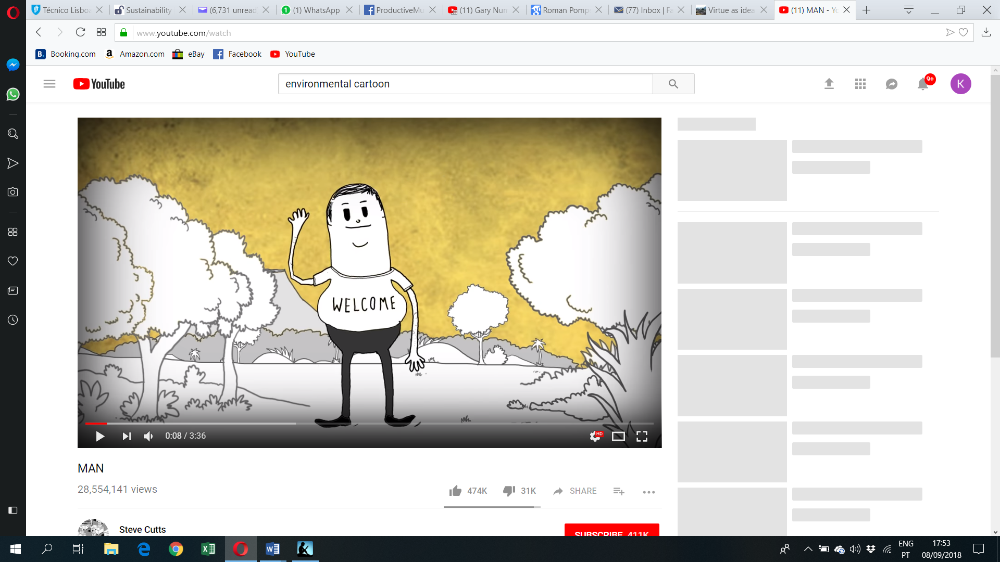 Técnico Lisboa
Sustainability
(6,731 unread
(1) WhatsApp
ProductiveMu
(11) Gary Num
Roman Pomp
(77) Inbox | Fa
Virtue as idea
(11) MAN - Yo
www.youtube.com/watch
B. Booking.com
a Amazon.com
eBay
Facebook
YouTube
YouTube
environmental cartoon
9+
K
WELCOME
0:08 / 3:36
HD
MAN
28,554,141 views
474K
31K
SHARE
Steve Cutts
SUBSCRIBE 411K
ENG
PT
17:53
08/09/2018